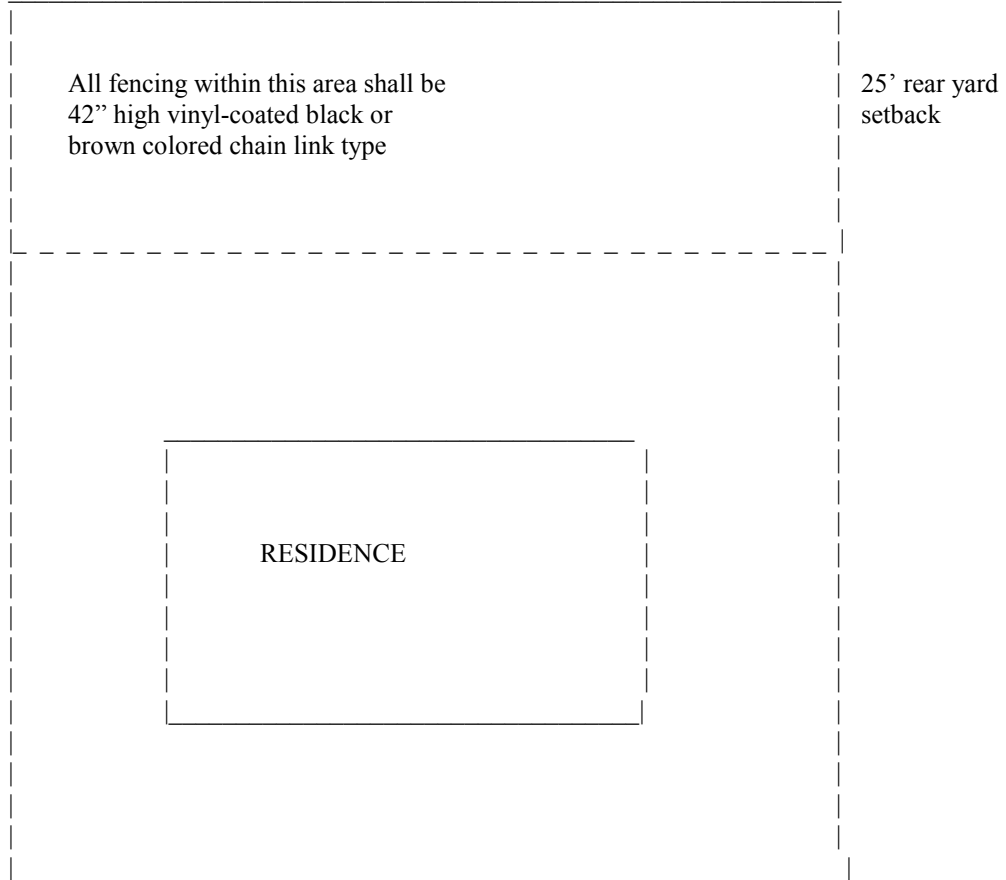 All fencing within this area shall be
42” high vinyl-coated black or
brown colored chain link type
25’ rear yard
setback
RESIDENCE